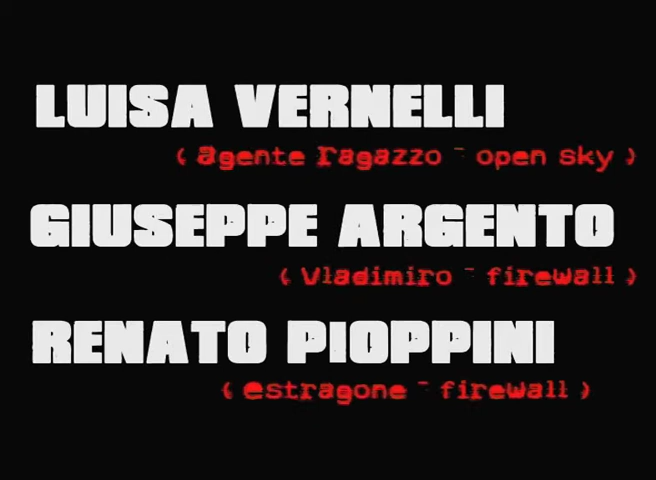 LUISA VERNELLI
( agente ragazzo - open sky )
GIUSEPPE ARGENTO
( Vladimiro - firewall )
RENATO PIOPPINI
( estragone - firewall )